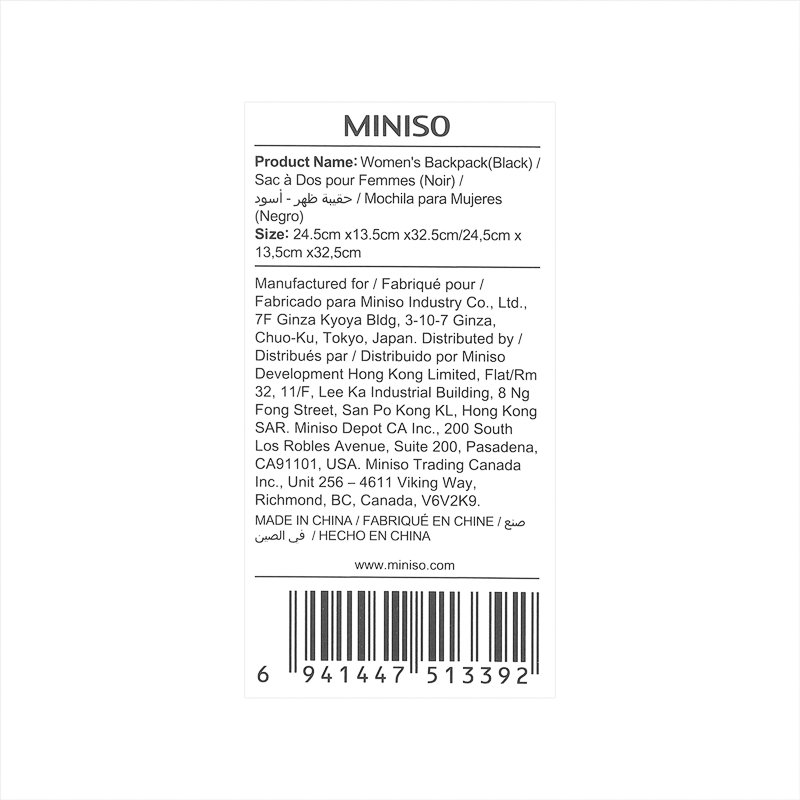 MINISO
Product Name: Women's Backpack(Black) /
Sac à Dos pour Femmes (Noir) /
حقيبة ظهر - أسود / Mochila para Mujeres
(Negro)
Size: 24.5cm x13.5cm x32.5cm/24,5cm x
13,5cm x32,5cm
Manufactured for / Fabriqué pour /
Fabricado para Miniso Industry Co., Ltd.,
7F Ginza Kyoya Bldg, 3-10-7 Ginza,
Chuo-Ku, Tokyo, Japan. Distributed by /
Distribués par / Distribuido por Miniso
Development Hong Kong Limited, Flat/Rm
32, 11/F, Lee Ka Industrial Building, 8 Ng
Fong Street, San Po Kong KL, Hong Kong
SAR. Miniso Depot CA Inc., 200 South
Los Robles Avenue, Suite 200, Pasadena,
CA91101, USA. Miniso Trading Canada
Inc., Unit 256 – 4611 Viking Way,
Richmond, BC, Canada, V6V2K9.
MADE IN CHINA / FABRIQUÉ EN CHINE / صنع
في الصين / HECHO EN CHINA
www.miniso.com
6 941447 513392